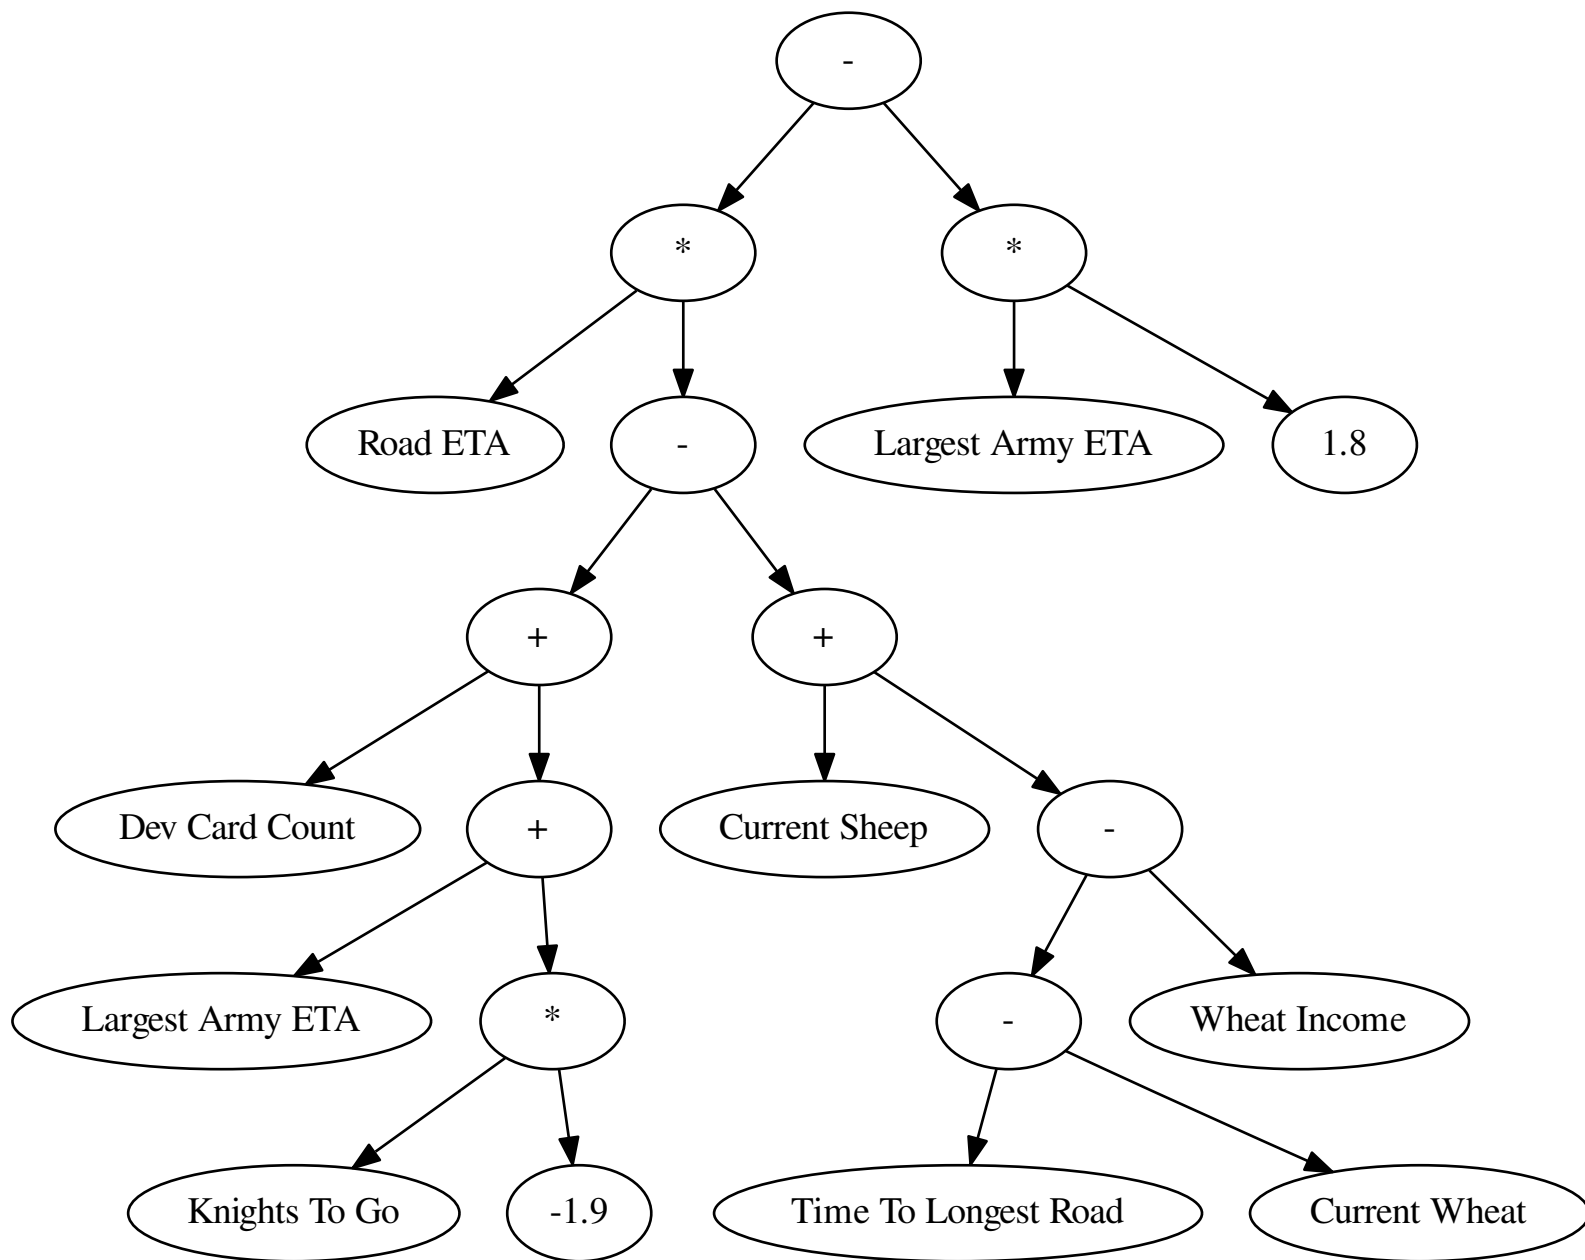 -
*
*
Road ETA
-
Largest Army ETA
1.8
+
+
Dev Card Count
+
Current Sheep
-
Largest Army ETA
*
-
Wheat Income
Knights To Go
-1.9
Time To Longest Road
Current Wheat